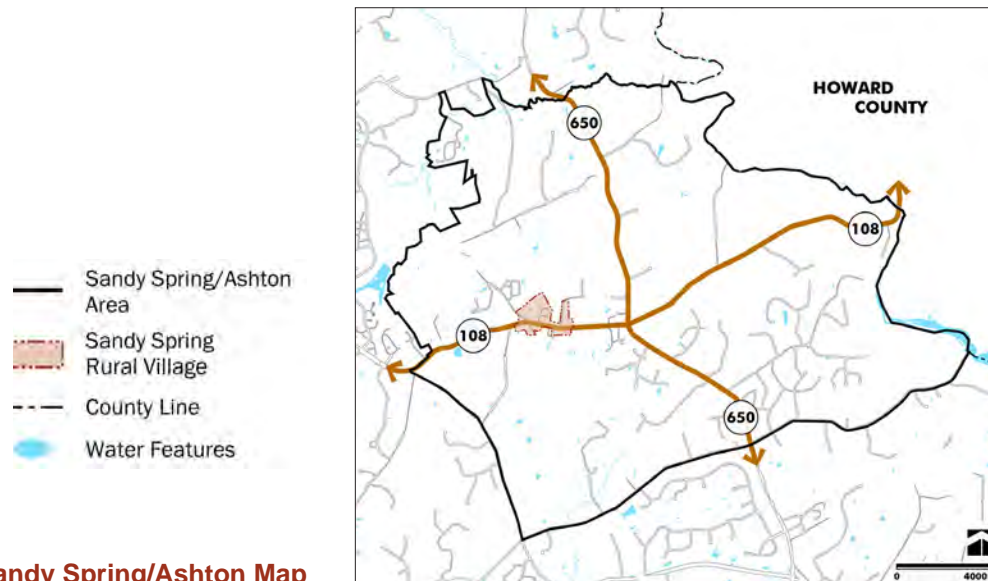 Sandy Spring/Ashton
Area
Sandy Spring
Rural Village
County Line
Water Features
HOWARD
COUNTY
650
108
108
650
0 4000
andy Spring/Ashton Map